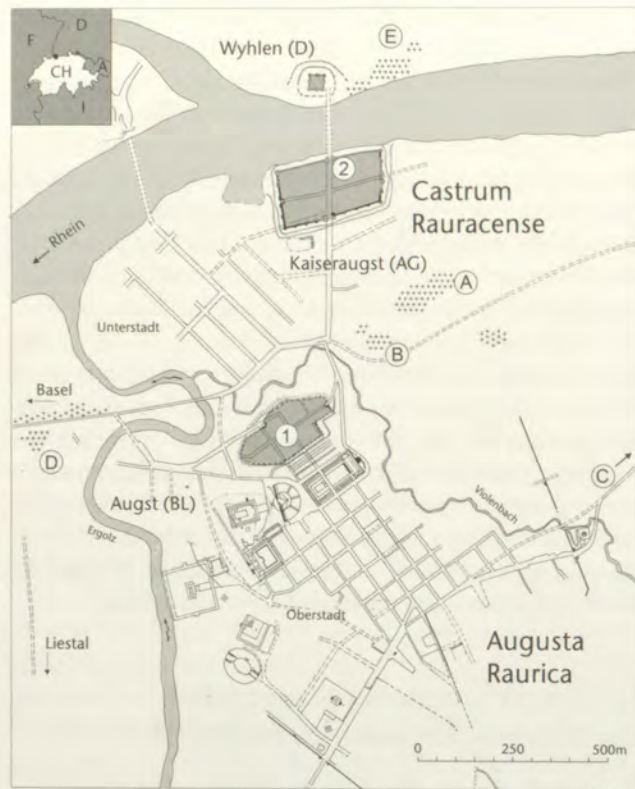 F
D
CH
A
I
Wyhlen (D)
E
2
Castrum
Rauracense
Rhein
Kaiseraugst (AG)
A
Unterstadt
B
Basel
1
D
C
Augst (BL)
Violenbach
Ergolz
Oberstadt
Liestal
Augusta
Raurica
0 250 500m